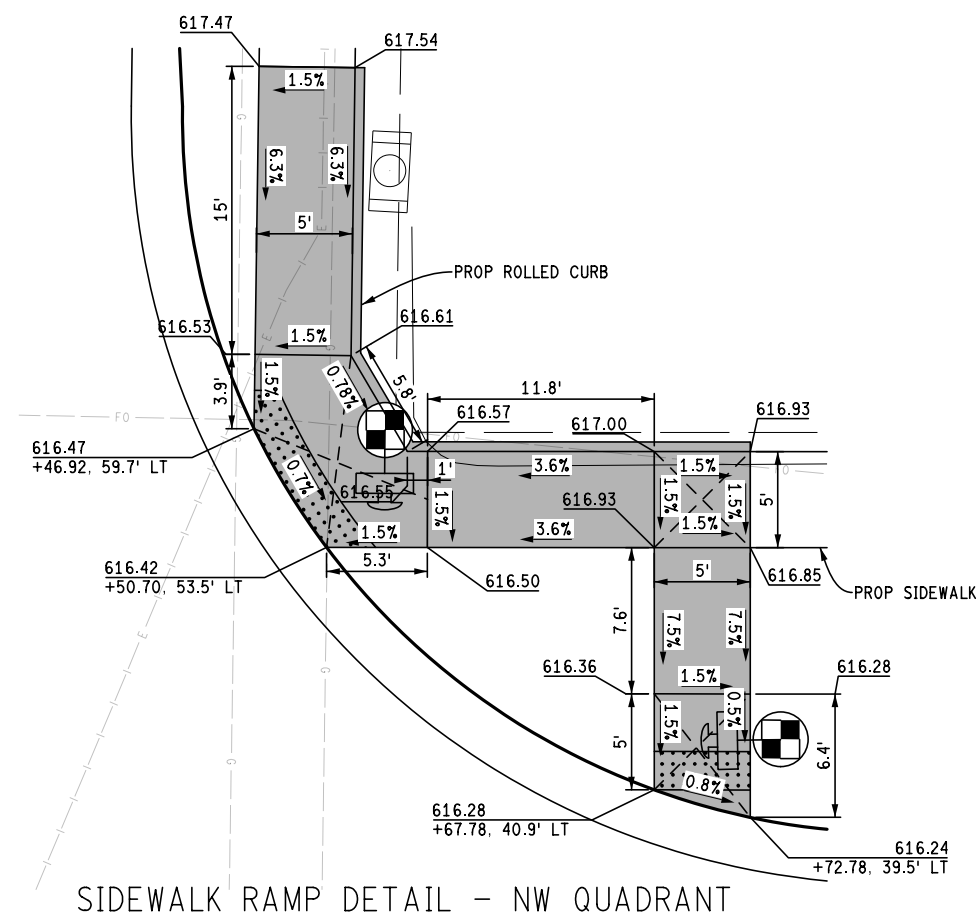 617.47
617.54
1.5%
6.3%
6.3%
G
15'
5'
E
PROP ROLLED CURB
616.53
1.5%
616.61
E
G
5.8'
11.8'
3.9'
1.5%
0.78%
616.57
617.00
616.93
FO
FO
FO
616.47
+46.92, 59.7' LT
3.6%
1.5%
1'
0.7%
616.55
616.93
1.5%
1.5%
1.5%
5'
1.5%
3.6%
1.5%
616.42
+50.70, 53.5' LT
5.3'
616.50
5'
616.85
PROP SIDEWALK
7.6'
7.5%
7.5%
E
G
616.36
1.5%
616.28
5'
1.5%
0.5%
6.4'
G
0.8%
616.28
+67.78, 40.9' LT
616.24
+72.78, 39.5' LT
SIDEWALK RAMP DETAIL - NW QUADRANT